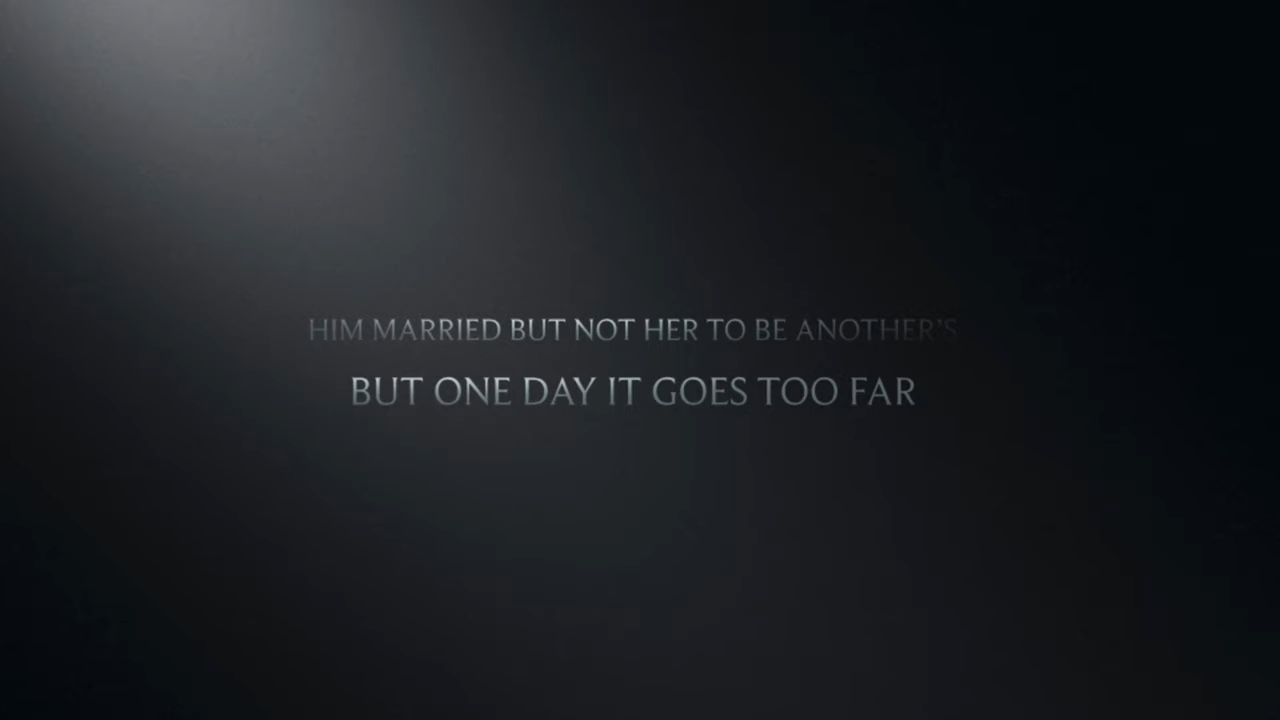 HIM MARRIED BUT NOT HER TO BE ANOTHER'S
BUT ONE DAY IT GOES TOO FAR